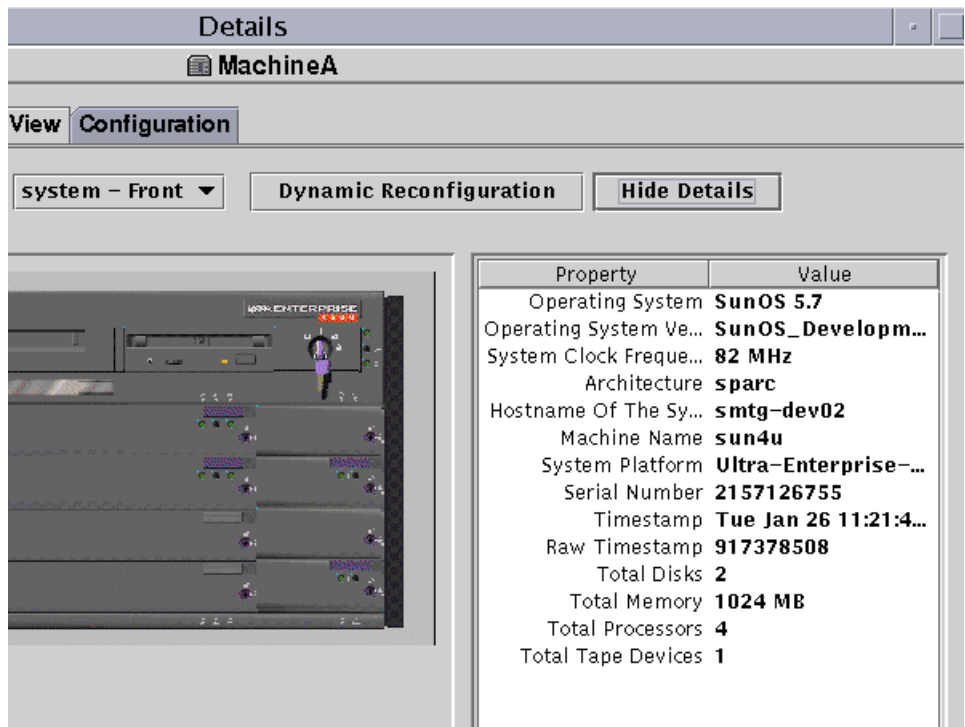 Details
MachineA
View Configuration
system – Front Dynamic Reconfiguration Hide Details
Property Value
Operating System SunOS 5.7
Operating System Ve... SunOS_Developm...
System Clock Freque... 82 MHz
Architecture sparc
Hostname Of The Sy... smtg-dev02
Machine Name sun4u
System Platform Ultra-Enterprise-...
Serial Number 2157126755
Timestamp Tue Jan 26 11:21:4...
Raw Timestamp 917378508
Total Disks 2
Total Memory 1024 MB
Total Processors 4
Total Tape Devices 1
ENTERPRISE